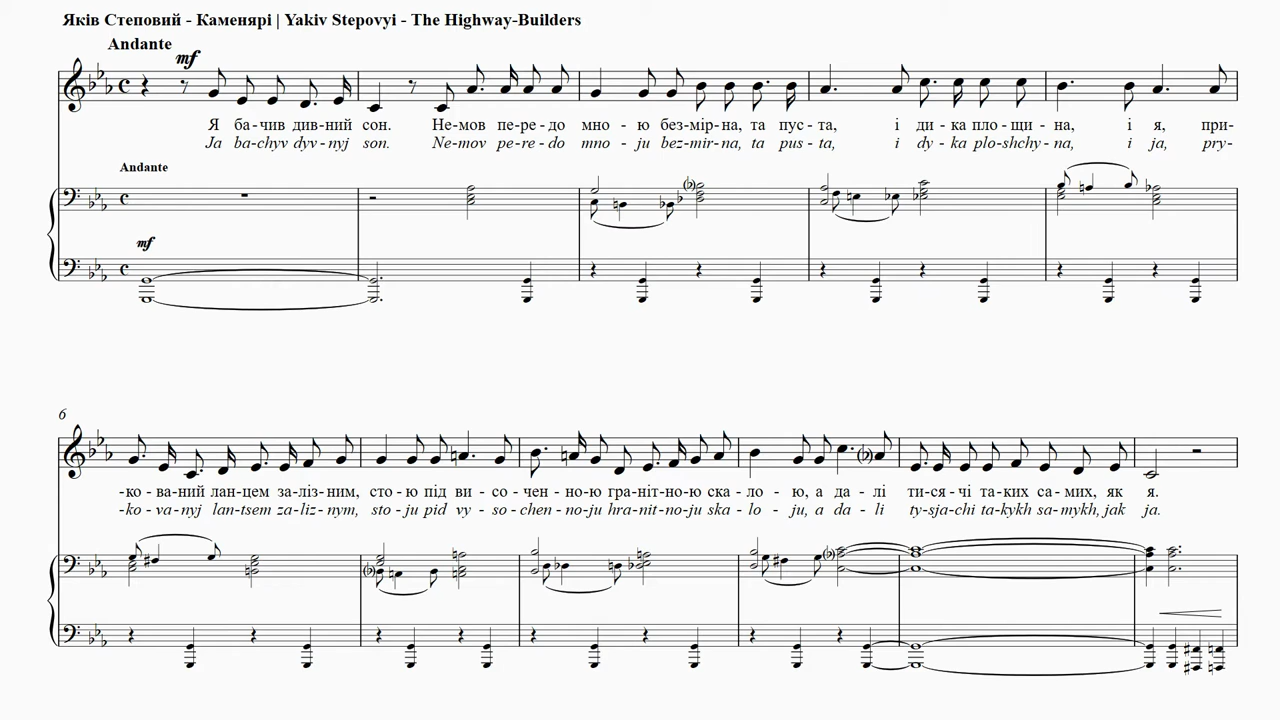 Яків Степовий - Каменярі | Yakiv Stepovyi - The Highway-Builders
Andante
mf
Я ба-чив див-ний сон. Не-мов пе-ре-до мно - ю без-мір-на, та пус-та, і ди-ка пло-щи-на, і я, при-
Ja ba-chyv dyv-nyj son. Ne-mov pe-re-do mno - ju bez-mir-na, ta pus-ta, i dy-ka plo-shchy-na, i ja, pry-
Andante
mf
6
-ко-ва-ний лан-цем за-ліз-ним, сто-ю під ви-со-чен-но-ю гра-ніт-но-ю ска-ло-ю, а да-лі ти-ся-чі та-ких са-мих, як я.
-ko-va-nyj lan-tsem za-liz-nym, sto-ju pid vy-so-chen-no-ju hra-nit-no-ju ska-lo-ju, a da-li ty-sja-chi ta-kykh sa-mykh, jak ja.